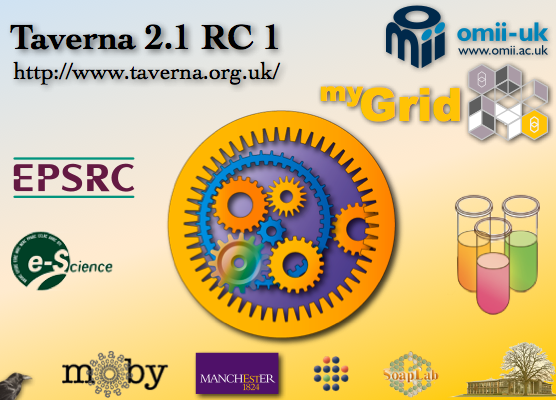 Taverna 2.1 RC 1
http://www.taverna.org.uk/
omii
omii-uk
www.omii.ac.uk
myGrid
EPSRC
e-Science
moby
MANCHEstER
1824
SoapLab